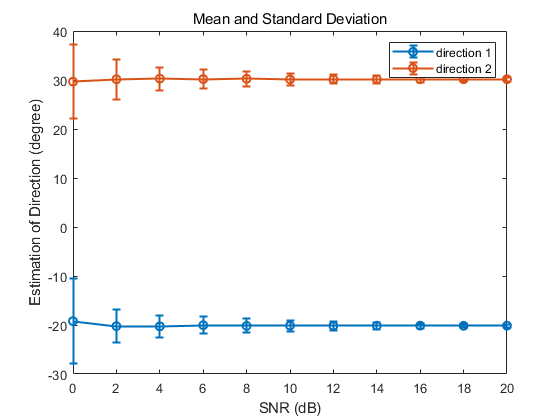 Mean and Standard Deviation
direction 1
direction 2
Estimation of Direction (degree)
40
30
20
10
0
-10
-20
-30
0 2 4 6 8 10 12 14 16 18 20
SNR (dB)